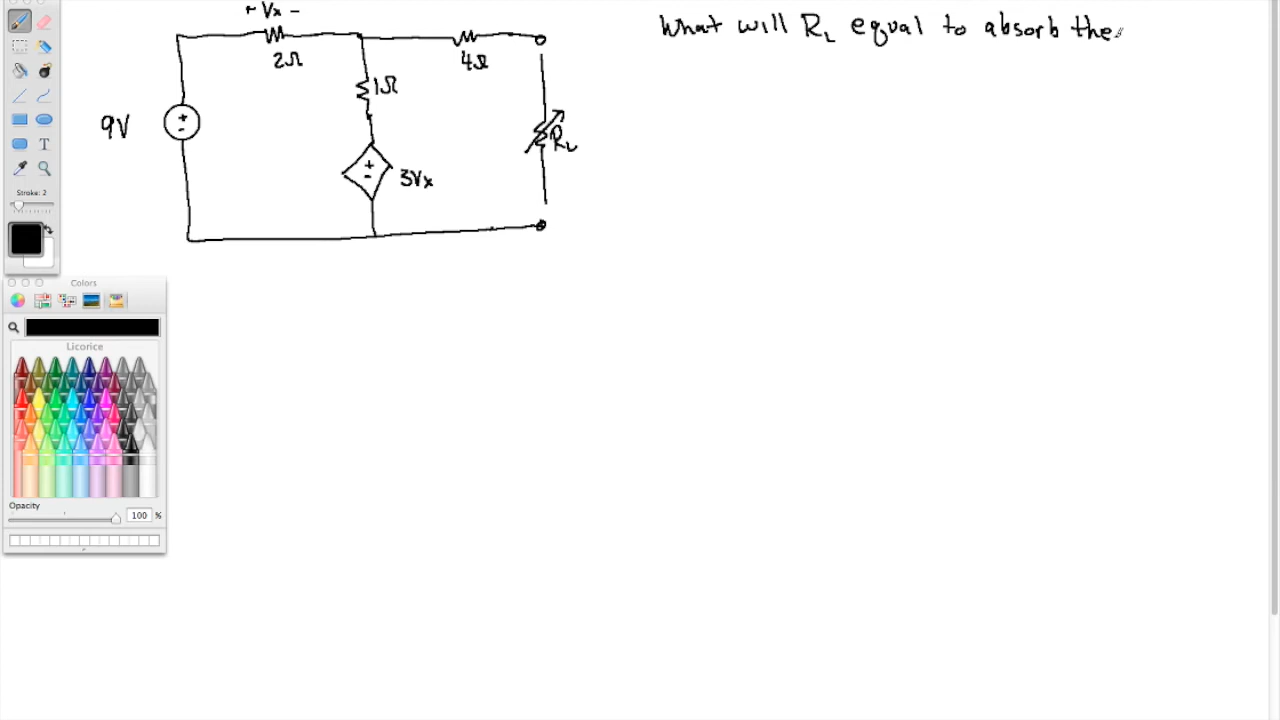 + Vx -
What will RL equal to absorb the
2Ω
4Ω
1Ω
9V
+
-
RL
+
-
3Vx
T
Stroke: 2
Colors
Licorice
Opacity
100 %